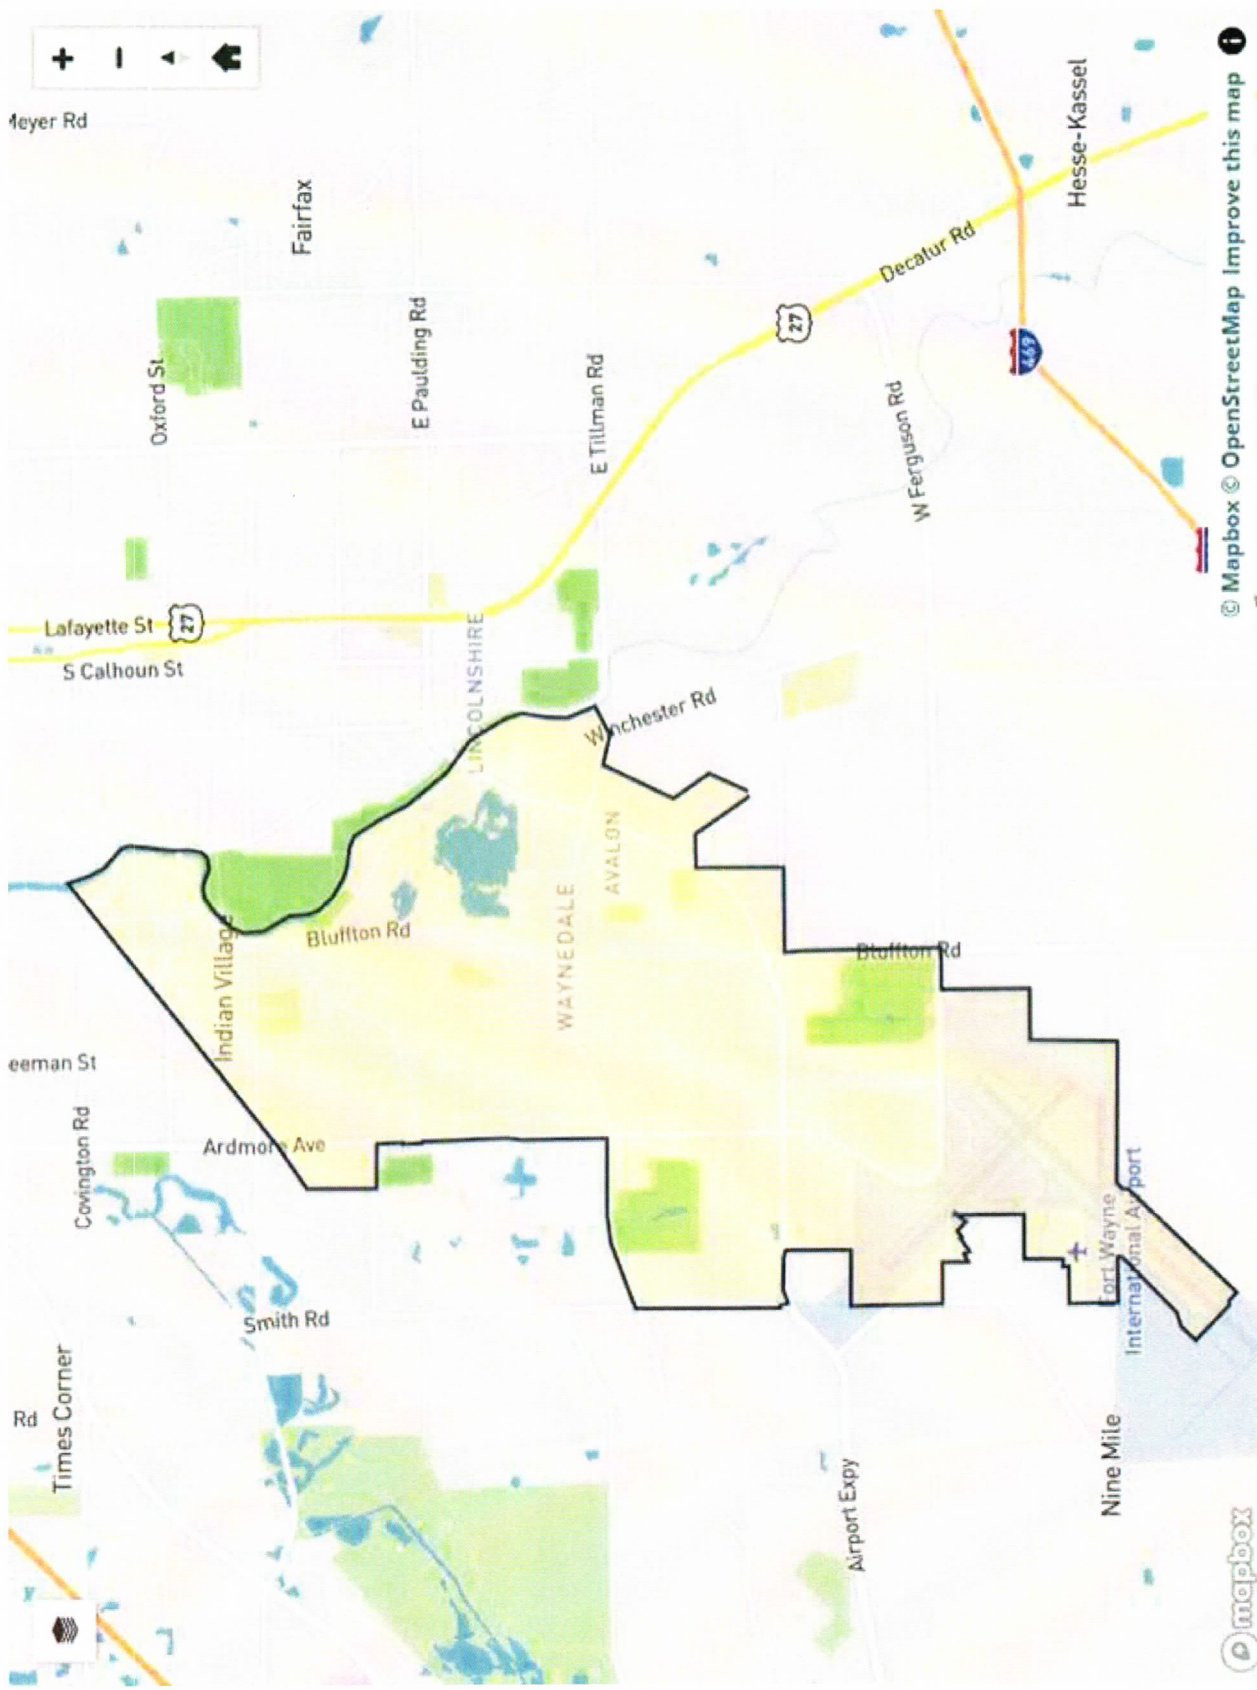 Meyer Rd
Fairfax
Hesse-Kassel
Oxford St
E Paulding Rd
E Tillman Rd
Decatur Rd
27
W Ferguson Rd
469
Lafayette St
27
S Calhoun St
LINCOLNSHIRE
Winchester Rd
AVALON
WAYNEDALE
Indian Village
Bluffton Rd
Bluffton Rd
eeman St
Covington Rd
Ardmore Ave
Smith Rd
Fort Wayne
International Airport
Rd
Times Corner
Airport Expy
Nine Mile
mapbox
© Mapbox © OpenStreetMap Improve this map